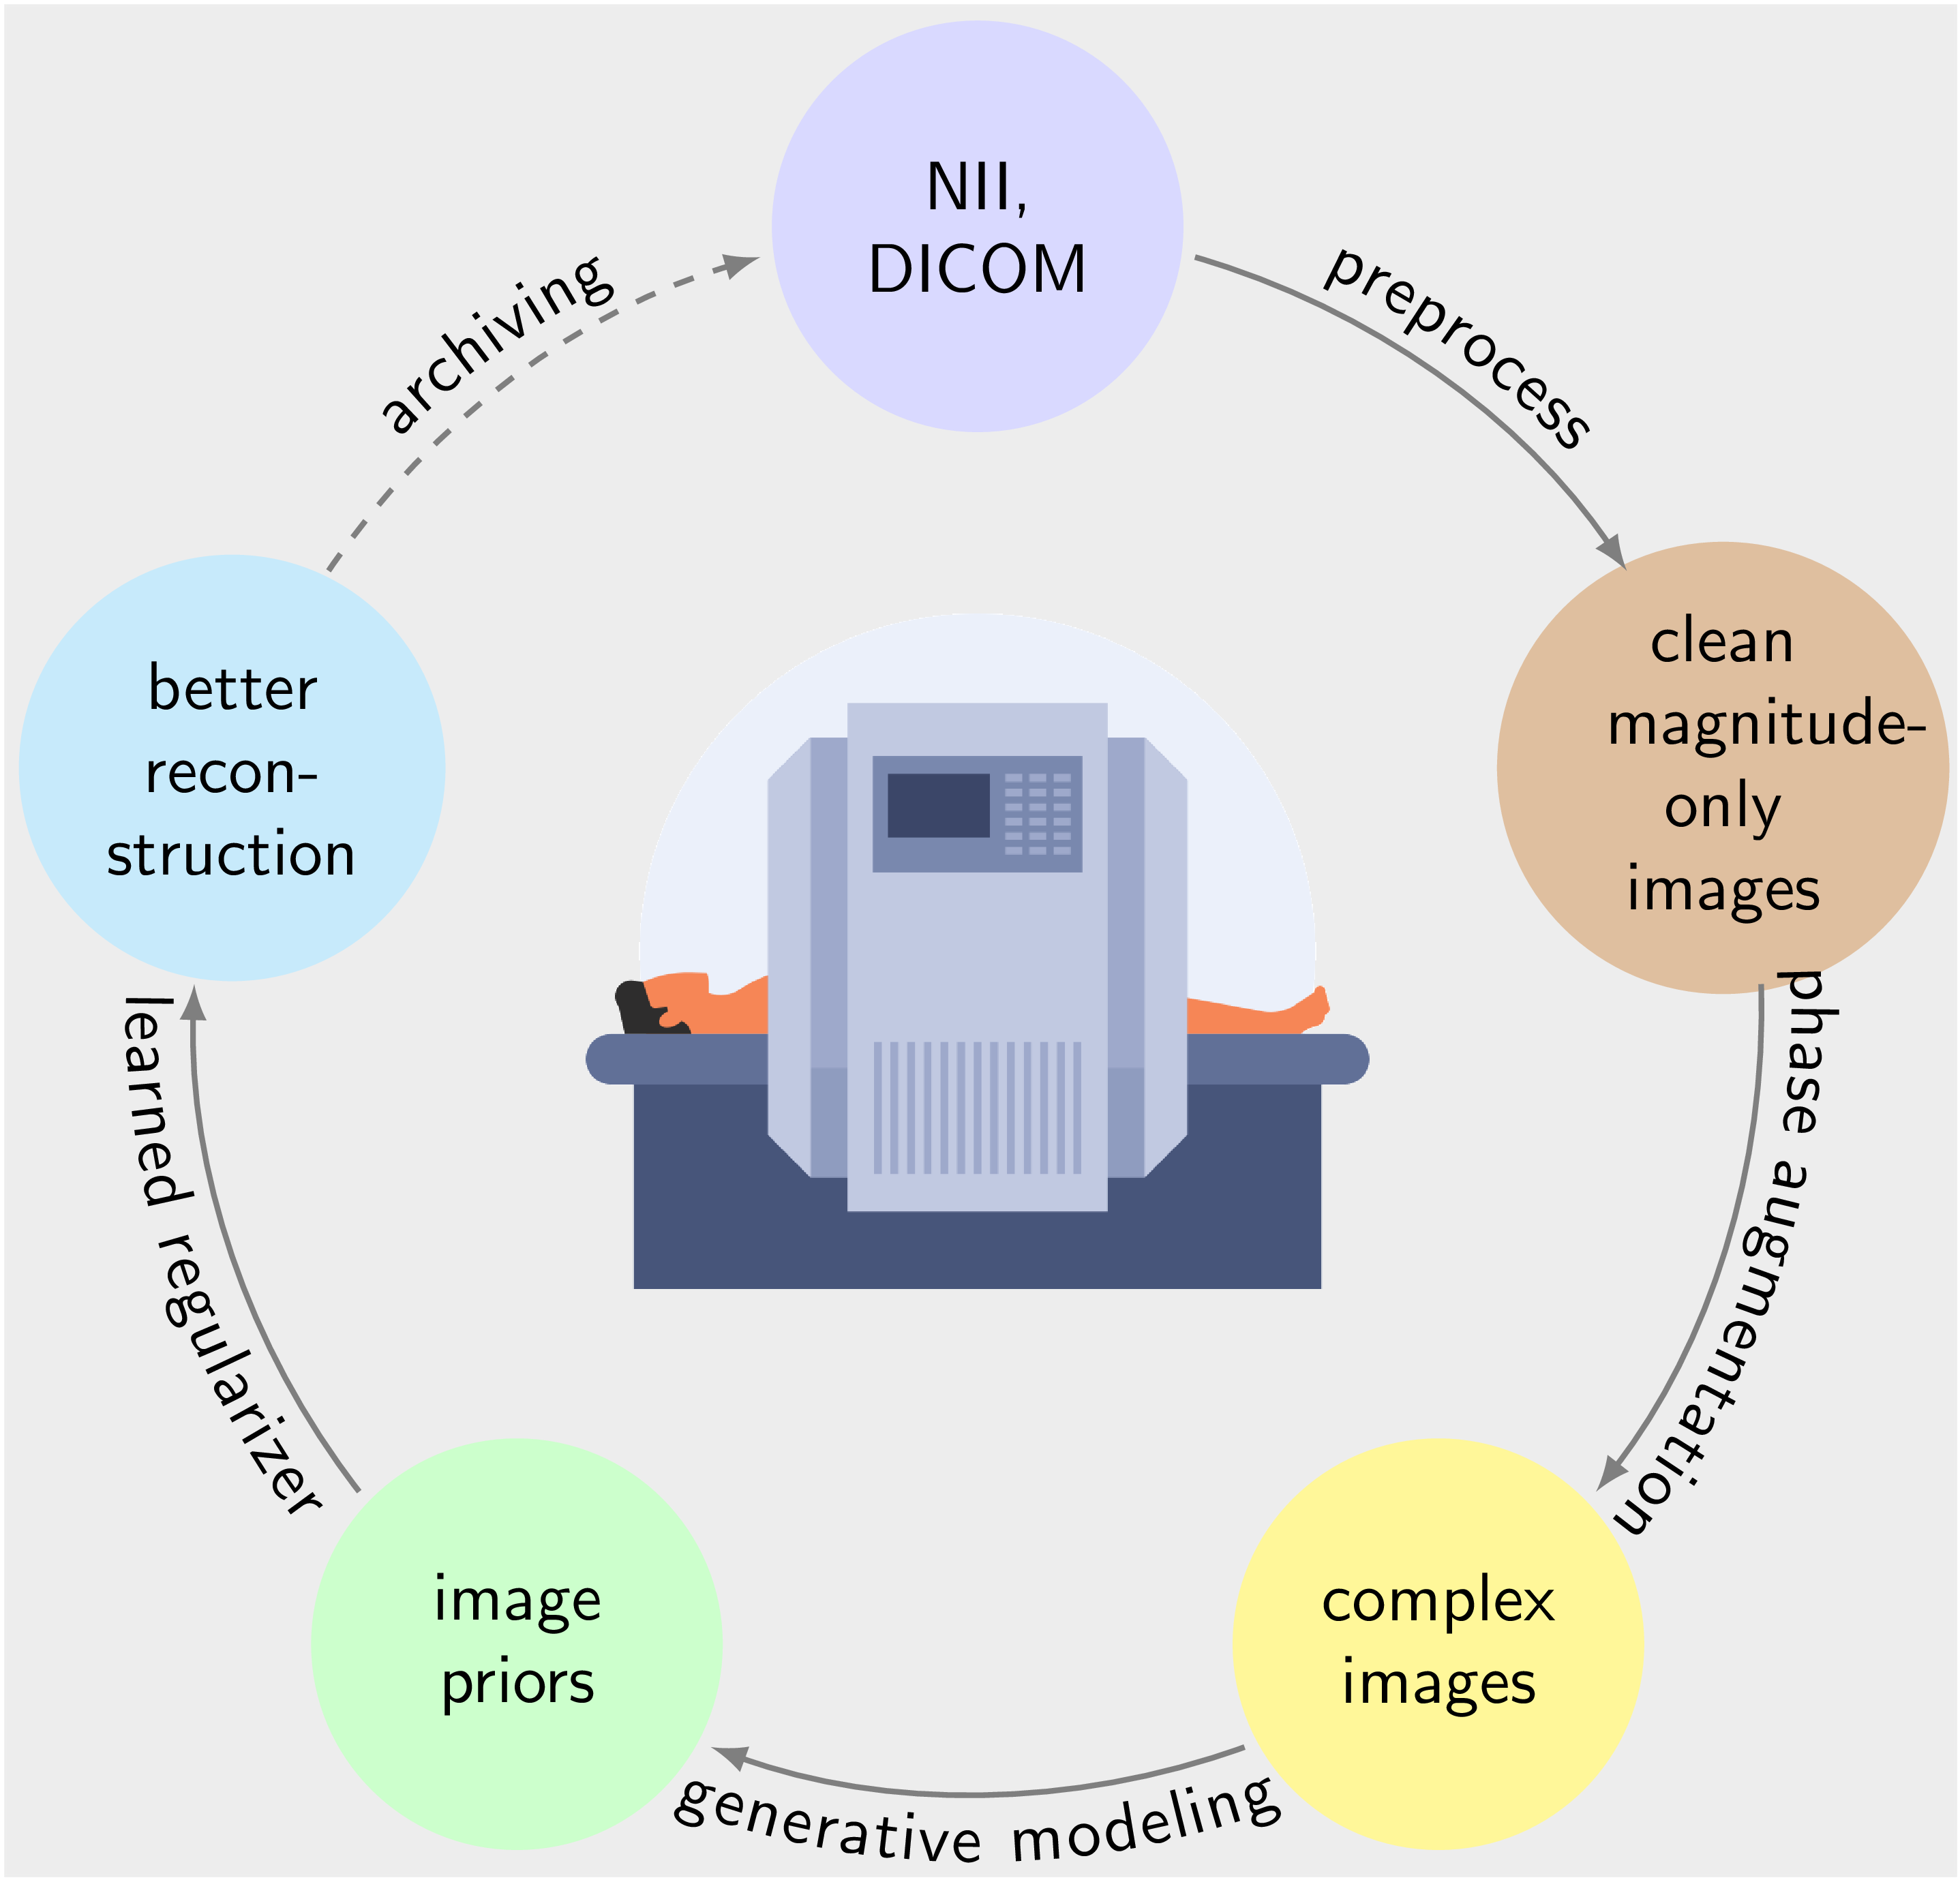 NII,
DICOM
preprocess
clean
magnitude-
only
images
phase augmentation
complex
images
generative modeling
image
priors
learned regularizer
better
recon-
struction
archiving